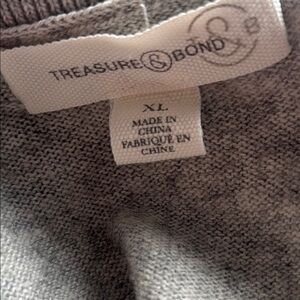 TREASURE & BOND
& B
XL
MADE IN
CHINA
FABRIQUÉ EN
CHINE